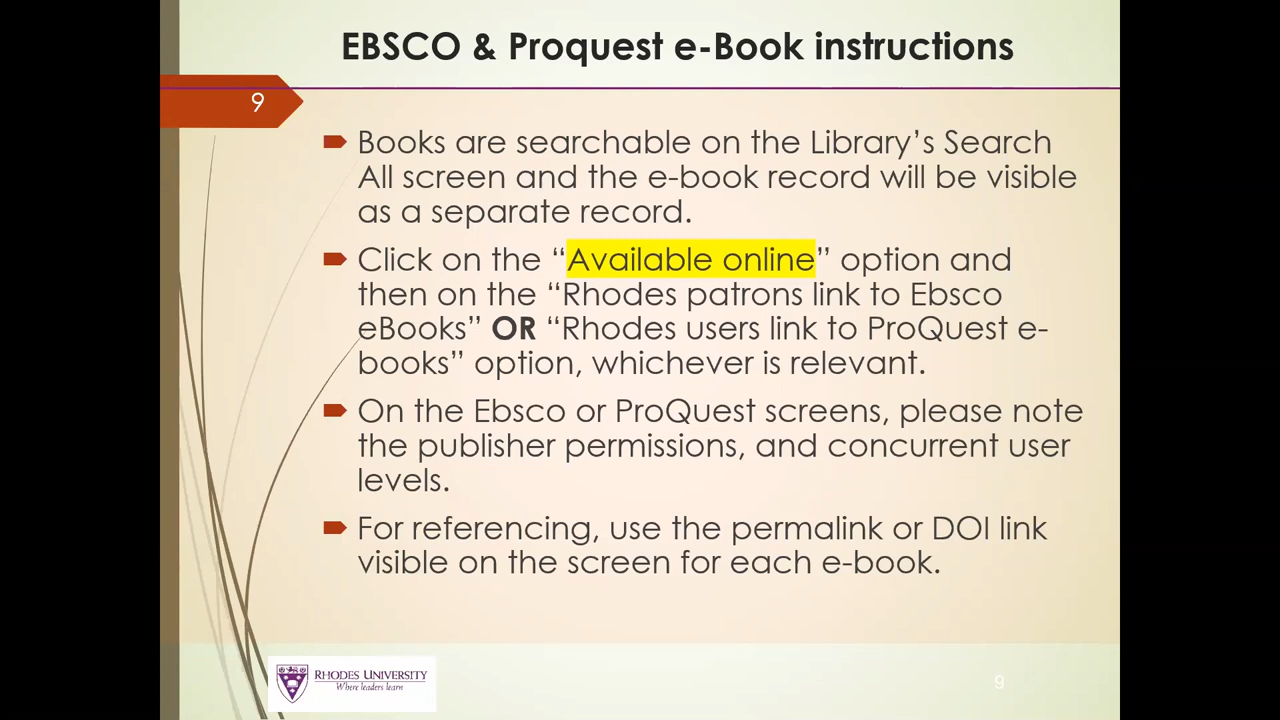 EBSCO & Proquest e-Book instructions
9
Books are searchable on the Library’s Search
All screen and the e-book record will be visible
as a separate record.
Click on the “Available online” option and
then on the “Rhodes patrons link to Ebsco
eBooks” OR “Rhodes users link to ProQuest e-
books” option, whichever is relevant.
On the Ebsco or ProQuest screens, please note
the publisher permissions, and concurrent user
levels.
For referencing, use the permalink or DOI link
visible on the screen for each e-book.
RHODES UNIVERSITY
Where leaders learn
9